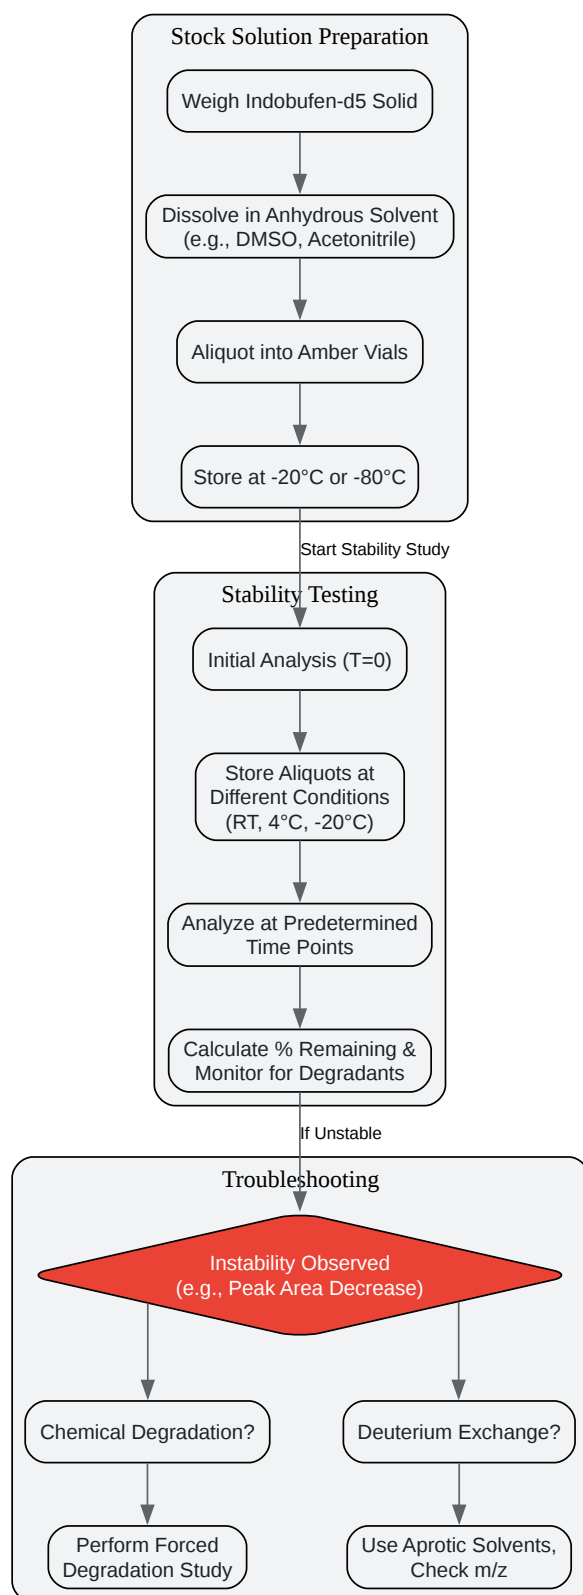 Stock Solution Preparation
Weigh Indobufen-d5 Solid
Dissolve in Anhydrous Solvent
(e.g., DMSO, Acetonitrile)
Aliquot into Amber Vials
Store at -20°C or -80°C
Start Stability Study
Stability Testing
Initial Analysis (T=0)
Store Aliquots at
Different Conditions
(RT, 4°C, -20°C)
Analyze at Predetermined
Time Points
Calculate % Remaining &
Monitor for Degradants
If Unstable
Troubleshooting
Instability Observed
(e.g., Peak Area Decrease)
Chemical Degradation?
Deuterium Exchange?
Perform Forced
Degradation Study
Use Aprotic Solvents,
Check m/z